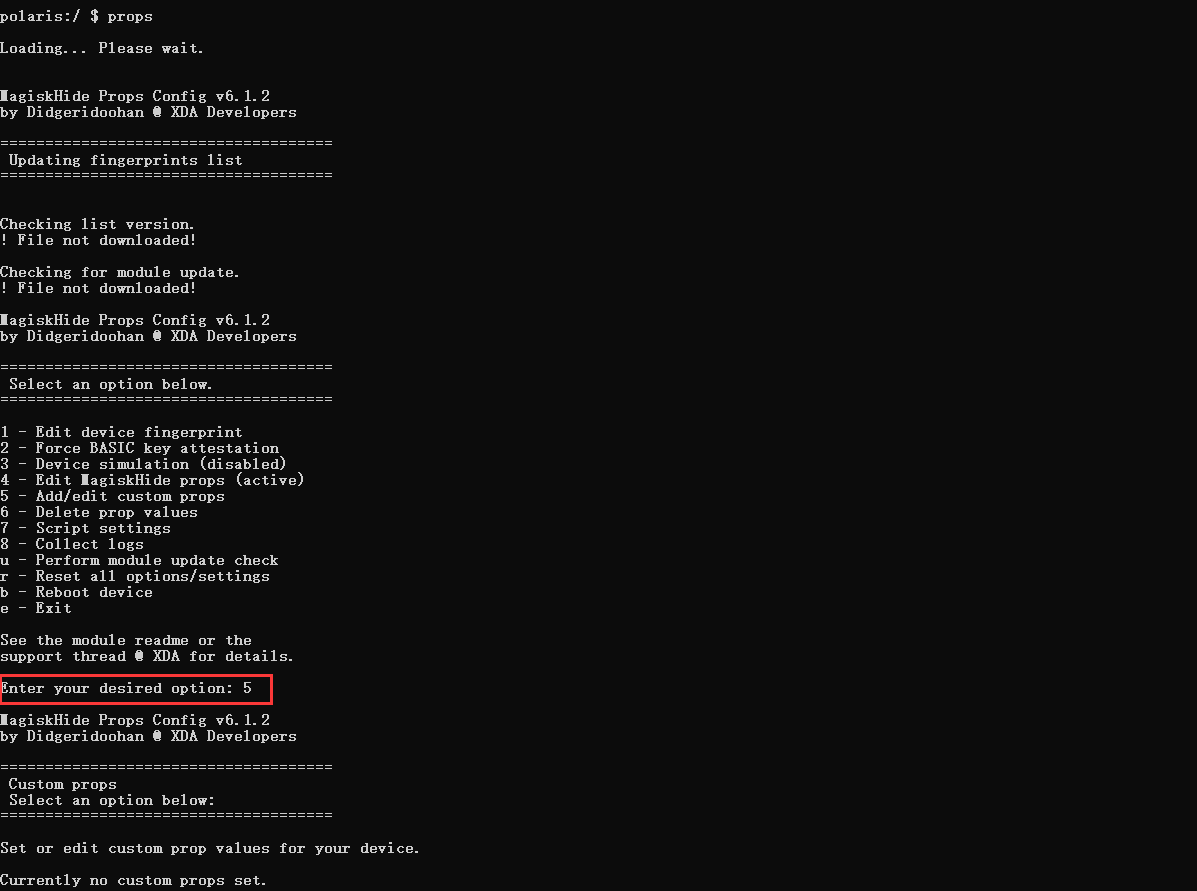 polaris:/ $ props
Loading... Please wait.
MagiskHide Props Config v6.1.2
by Didgeridoohan @ XDA Developers
=====================================
Updating fingerprints list
=====================================
Checking list version.
! File not downloaded!
Checking for module update.
! File not downloaded!
MagiskHide Props Config v6.1.2
by Didgeridoohan @ XDA Developers
=====================================
Select an option below.
=====================================
1 - Edit device fingerprint
2 - Force BASIC key attestation
3 - Device simulation (disabled)
4 - Edit MagiskHide props (active)
5 - Add/edit custom props
6 - Delete prop values
7 - Script settings
8 - Collect logs
u - Perform module update check
r - Reset all options/settings
b - Reboot device
e - Exit
See the module readme or the
support thread @ XDA for details.
Enter your desired option: 5
MagiskHide Props Config v6.1.2
by Didgeridoohan @ XDA Developers
=====================================
Custom props
Select an option below:
=====================================
Set or edit custom prop values for your device.
Currently no custom props set.